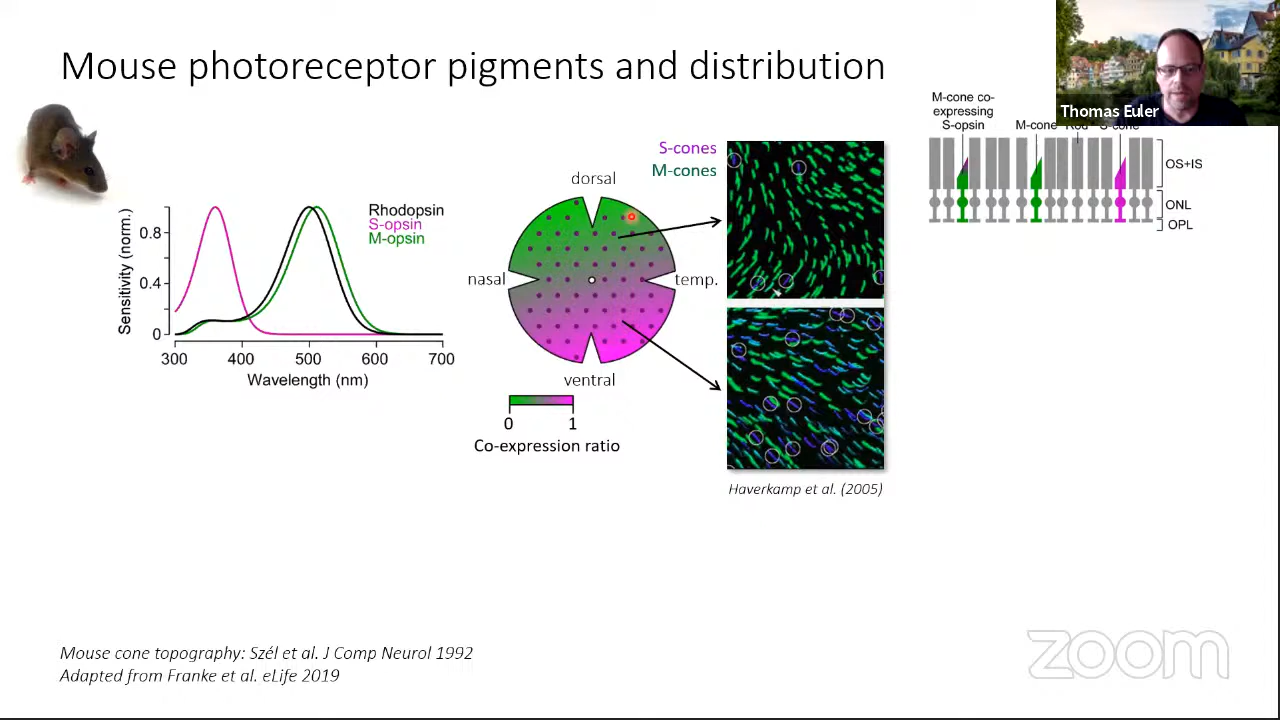 Mouse photoreceptor pigments and distribution
Thomas Euler
M-cone co-
expressing
S-opsin
M-cone
Rod
S-cone
OS+IS
ONL
OPL
S-cones
M-cones
Sensitivity (norm.)
0.8
0.4
0
300
400
500
600
700
Wavelength (nm)
Rhodopsin
S-opsin
M-opsin
dorsal
nasal
temp.
ventral
0
1
Co-expression ratio
Haverkamp et al. (2005)
Mouse cone topography: Szél et al. J Comp Neurol 1992
Adapted from Franke et al. eLife 2019
zoom